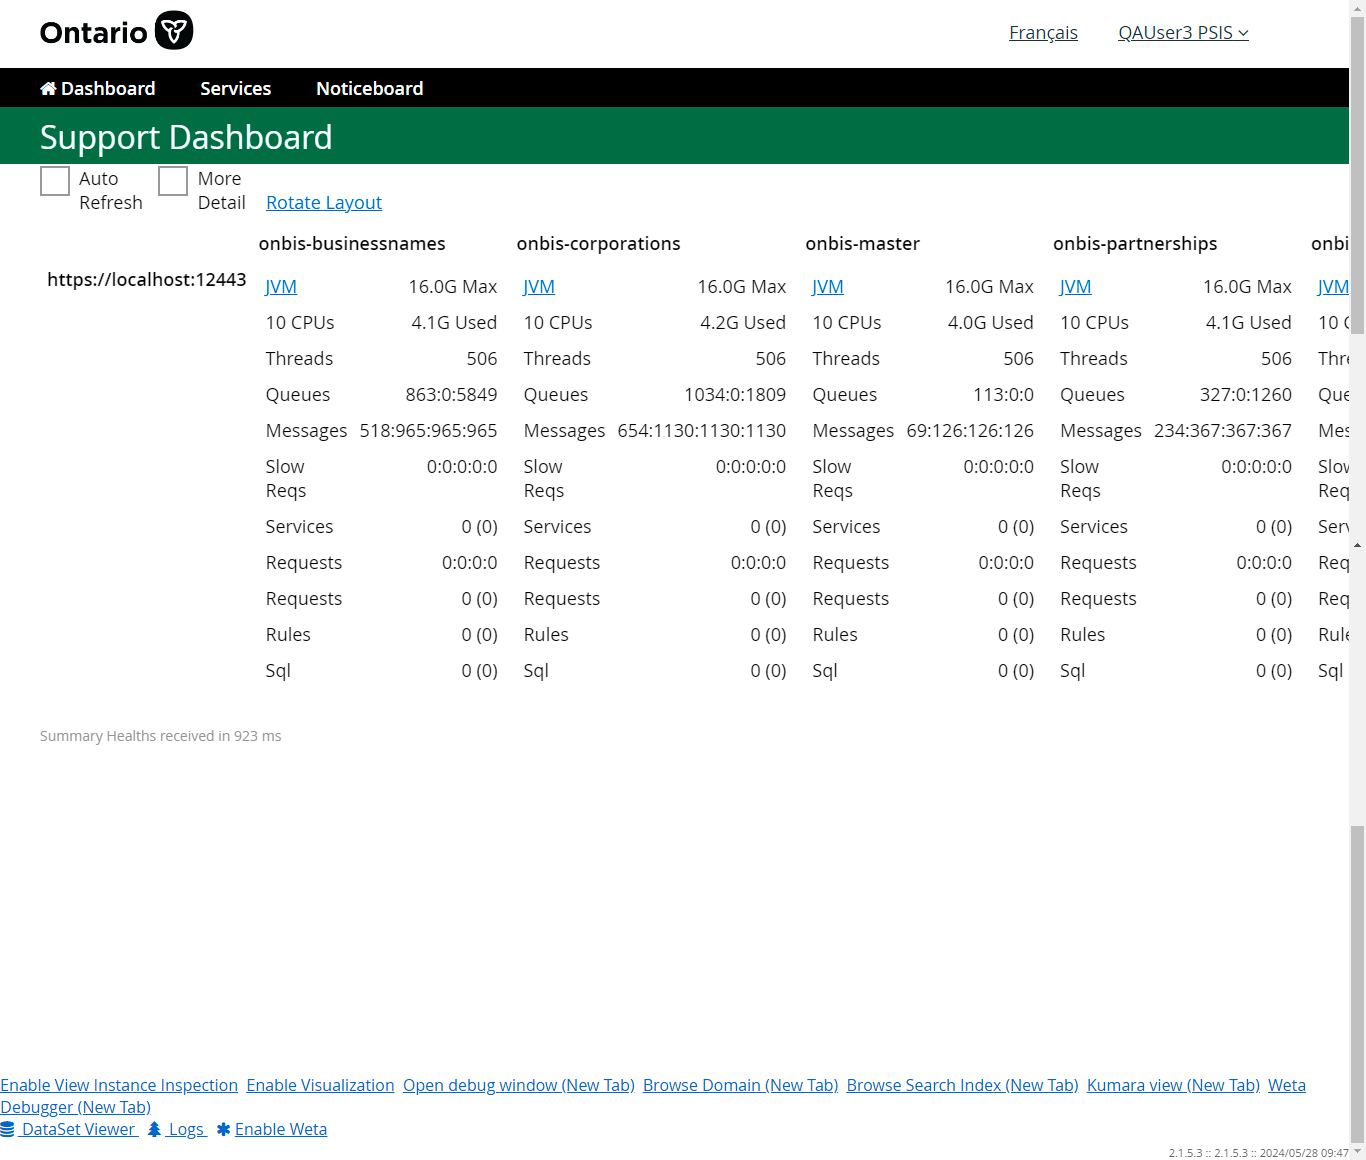 Ontario
Français QAUser3 PSIS
Dashboard Services Noticeboard
Support Dashboard
Auto Refresh More Detail Rotate Layout
onbis-businessnames onbis-corporations onbis-master onbis-partnerships onbi
https://localhost:12443
JVM 16.0G Max JVM 16.0G Max JVM 16.0G Max JVM 16.0G Max JVM
10 CPUs 4.1G Used 10 CPUs 4.2G Used 10 CPUs 4.0G Used 10 CPUs 4.1G Used 10
Threads 506 Threads 506 Threads 506 Threads 506 Thre
Queues 863:0:5849 Queues 1034:0:1809 Queues 113:0:0 Queues 327:0:1260 Que
Messages 518:965:965:965 Messages 654:1130:1130:1130 Messages 69:126:126:126 Messages 234:367:367:367 Mes
Slow Reqs 0:0:0:0:0 Slow Reqs 0:0:0:0:0 Slow Reqs 0:0:0:0:0 Slow Reqs 0:0:0:0:0 Slow Req
Services 0 (0) Services 0 (0) Services 0 (0) Services 0 (0) Serv
Requests 0:0:0:0 Requests 0:0:0:0 Requests 0:0:0:0 Requests 0:0:0:0 Req
Requests 0 (0) Requests 0 (0) Requests 0 (0) Requests 0 (0) Req
Rules 0 (0) Rules 0 (0) Rules 0 (0) Rules 0 (0) Rule
Sql 0 (0) Sql 0 (0) Sql 0 (0) Sql 0 (0) Sql
Summary Healths received in 923 ms
Enable View Instance Inspection Enable Visualization Open debug window (New Tab) Browse Domain (New Tab) Browse Search Index (New Tab) Kumara view (New Tab) Weta
Debugger (New Tab)
DataSet Viewer Logs Enable Weta
2.1.5.3 :: 2.1.5.3 :: 2024/05/28 09:47